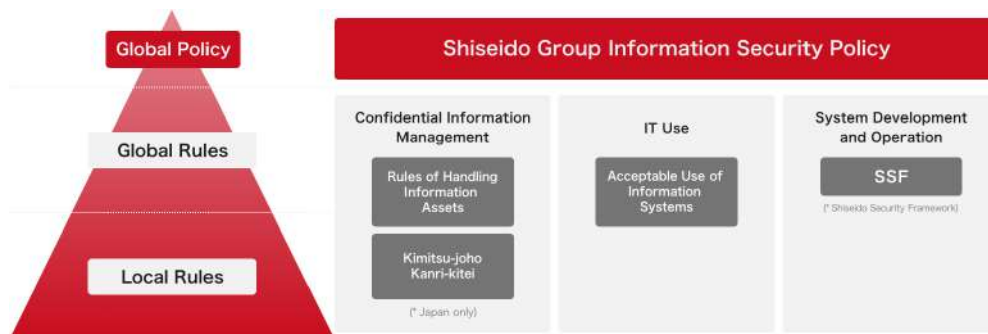 Global Policy
Global Rules
Local Rules
Shiseido Group Information Security Policy
Confidential Information
Management
Rules of Handling
Information
Assets
Kimitsu-joho
Kanri-kitei
(* Japan only)
IT Use
Acceptable Use of
Information
Systems
System Development
and Operation
SSF
(* Shiseido Security Framework)